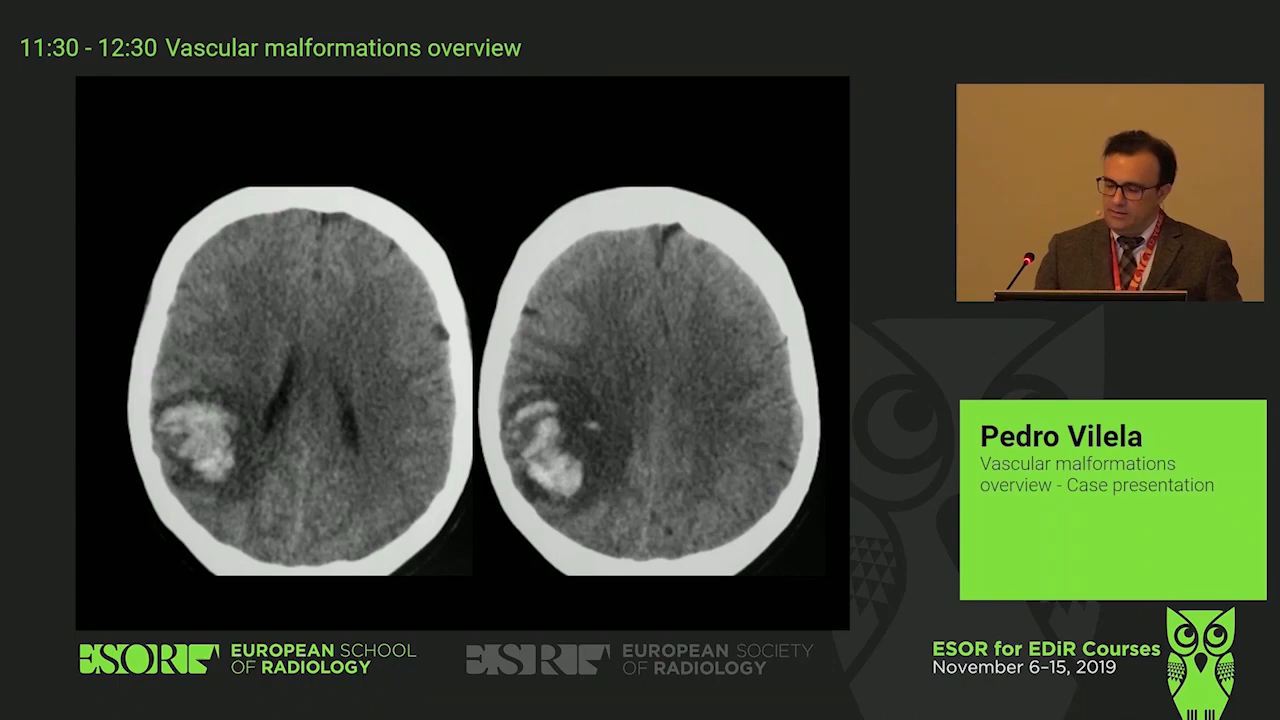 11:30 - 12:30 Vascular malformations overview
Pedro Vilela
Vascular malformations
overview - Case presentation
ESOR
EUROPEAN SCHOOL
OF RADIOLOGY
ESR
EUROPEAN SOCIETY
OF RADIOLOGY
ESOR for EDiR Courses
November 6–15, 2019